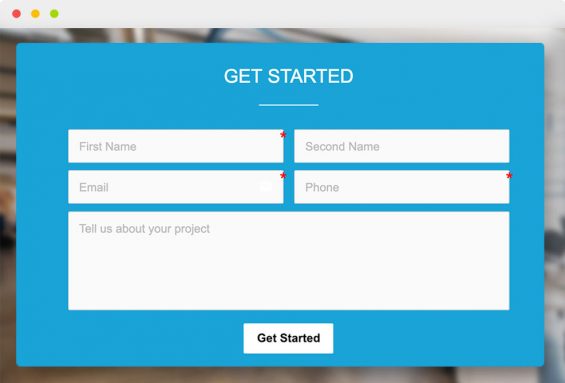 GET STARTED
First Name * Second Name
Email * Phone *
Tell us about your project
Get Started